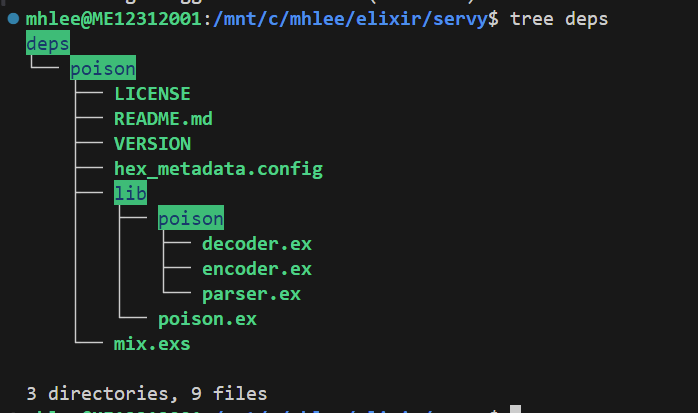 mhlee@ME12312001:/mnt/c/mhlee/elixir/servy$ tree deps
deps
└── poison
    ├── LICENSE
    ├── README.md
    ├── VERSION
    ├── hex_metadata.config
    ├── lib
    │   ├── poison
    │   │   ├── decoder.ex
    │   │   ├── encoder.ex
    │   │   └── parser.ex
    │   └── poison.ex
    └── mix.exs
3 directories, 9 files